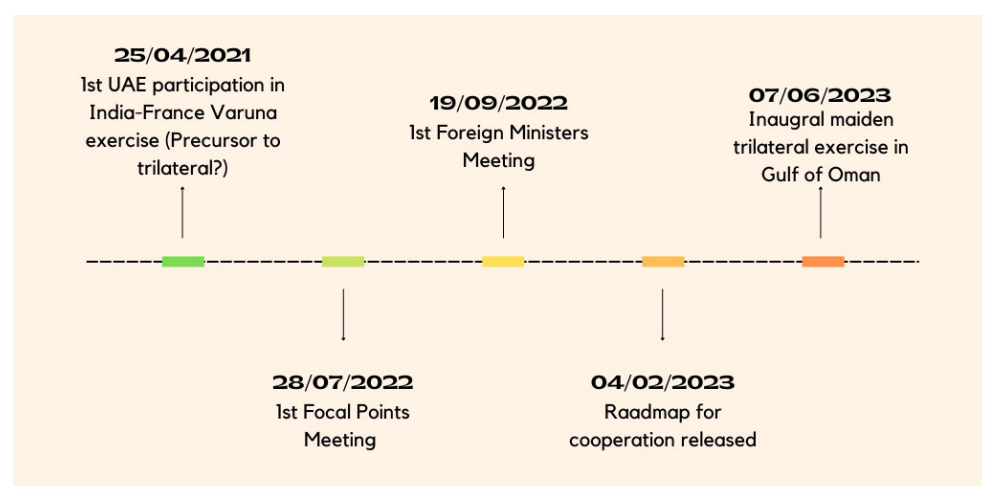 25/04/2021
1st UAE participation in
India-France Varuna
exercise (Precursor to
trilateral?)
28/07/2022
1st Focal Points
Meeting
19/09/2022
1st Foreign Ministers
Meeting
04/02/2023
Raadmap for
cooperation released
07/06/2023
Inaugral maiden
trilateral exercise in
Gulf of Oman